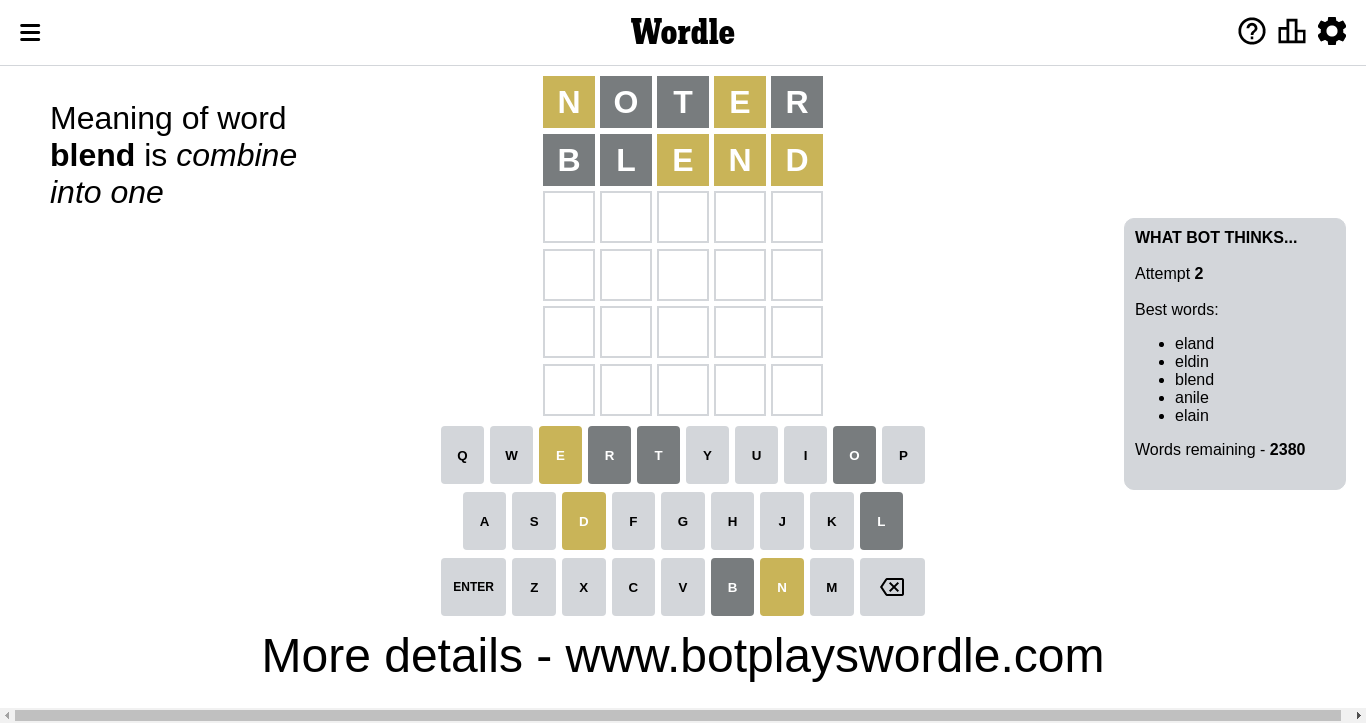 Wordle
Meaning of word
blend is combine
into one
N O T E R
B L E N D
WHAT BOT THINKS...
Attempt 2
Best words:
eland
eldin
blend
anile
elain
Words remaining - 2380
Q W E R T Y U I O P
A S D F G H J K L
ENTER Z X C V B N M
More details - www.botplayswordle.com